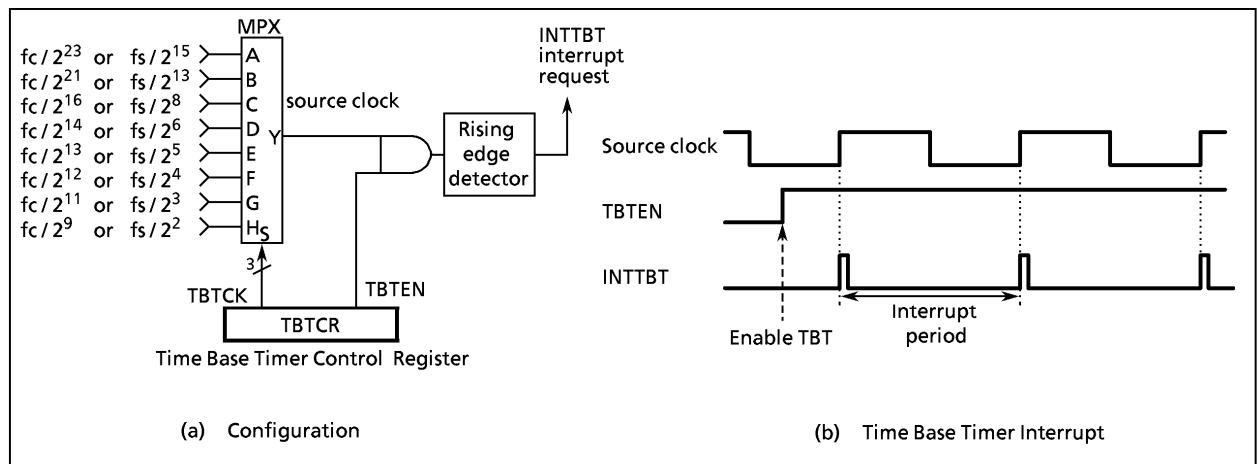 MPX
fc/2^23 or fs/2^15 A
fc/2^21 or fs/2^13 B
fc/2^16 or fs/2^8 C
fc/2^14 or fs/2^6 D
fc/2^13 or fs/2^5 E
fc/2^12 or fs/2^4 F
fc/2^11 or fs/2^3 G
fc/2^9 or fs/2^2 H
S
Y
source clock
3
TBTCK
TBTEN
TBTCR
Time Base Timer Control Register
Rising
edge
detector
INTTBT
interrupt
request
(a) Configuration
Source clock
TBTEN
INTTBT
Enable TBT
Interrupt
period
(b) Time Base Timer Interrupt